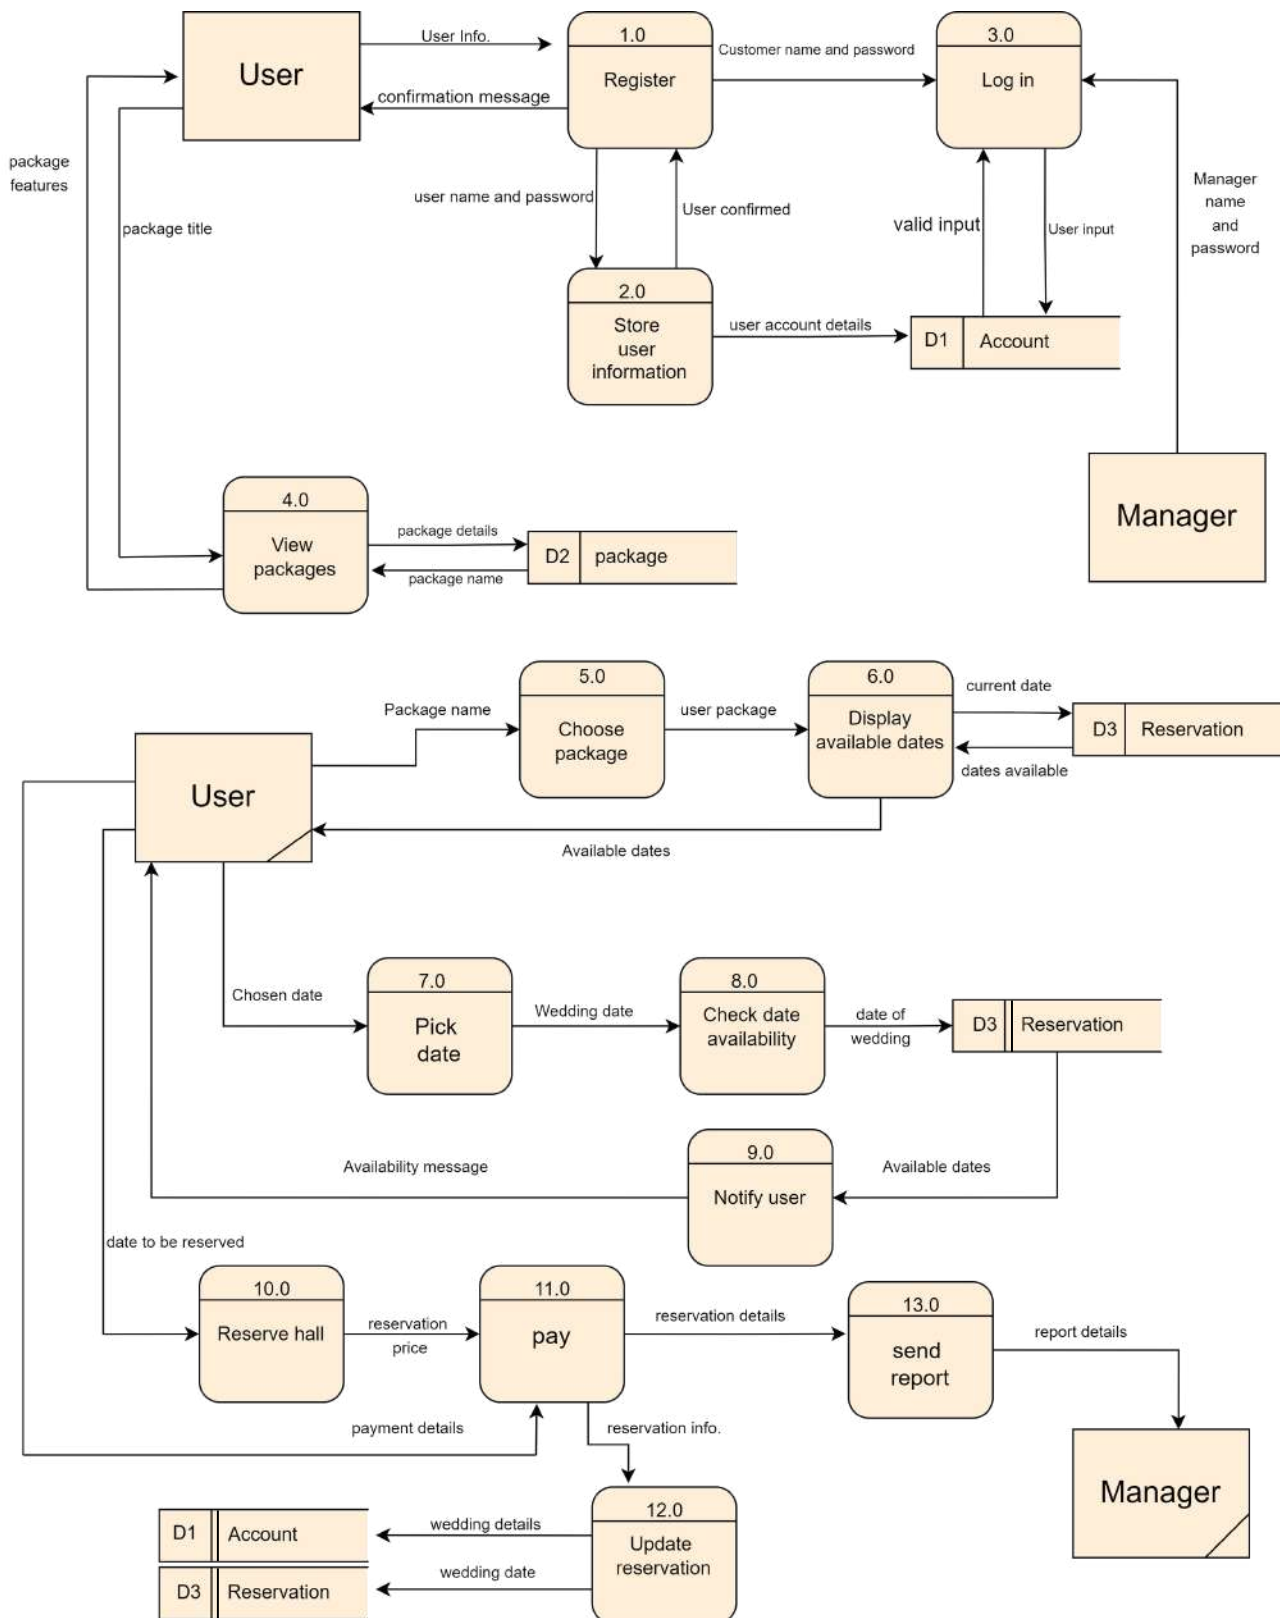 User
User Info.
confirmation message
1.0
Register
Customer name and password
3.0
Log in
package
features
package title
user name and password
User confirmed
valid input
User input
Manager
name
and
password
2.0
Store
user
information
user account details
D1
Account
Manager
4.0
View
packages
package details
package name
D2
package
5.0
Choose
package
Package name
user package
6.0
Display
available dates
current date
dates available
D3
Reservation
User
Available dates
Chosen date
7.0
Pick
date
Wedding date
8.0
Check date
availability
date of
wedding
D3
Reservation
9.0
Notify user
Availability message
Available dates
date to be reserved
10.0
Reserve hall
reservation
price
11.0
pay
reservation details
13.0
send
report
report details
payment details
reservation info.
Manager
12.0
Update
reservation
wedding details
wedding date
D1
Account
D3
Reservation